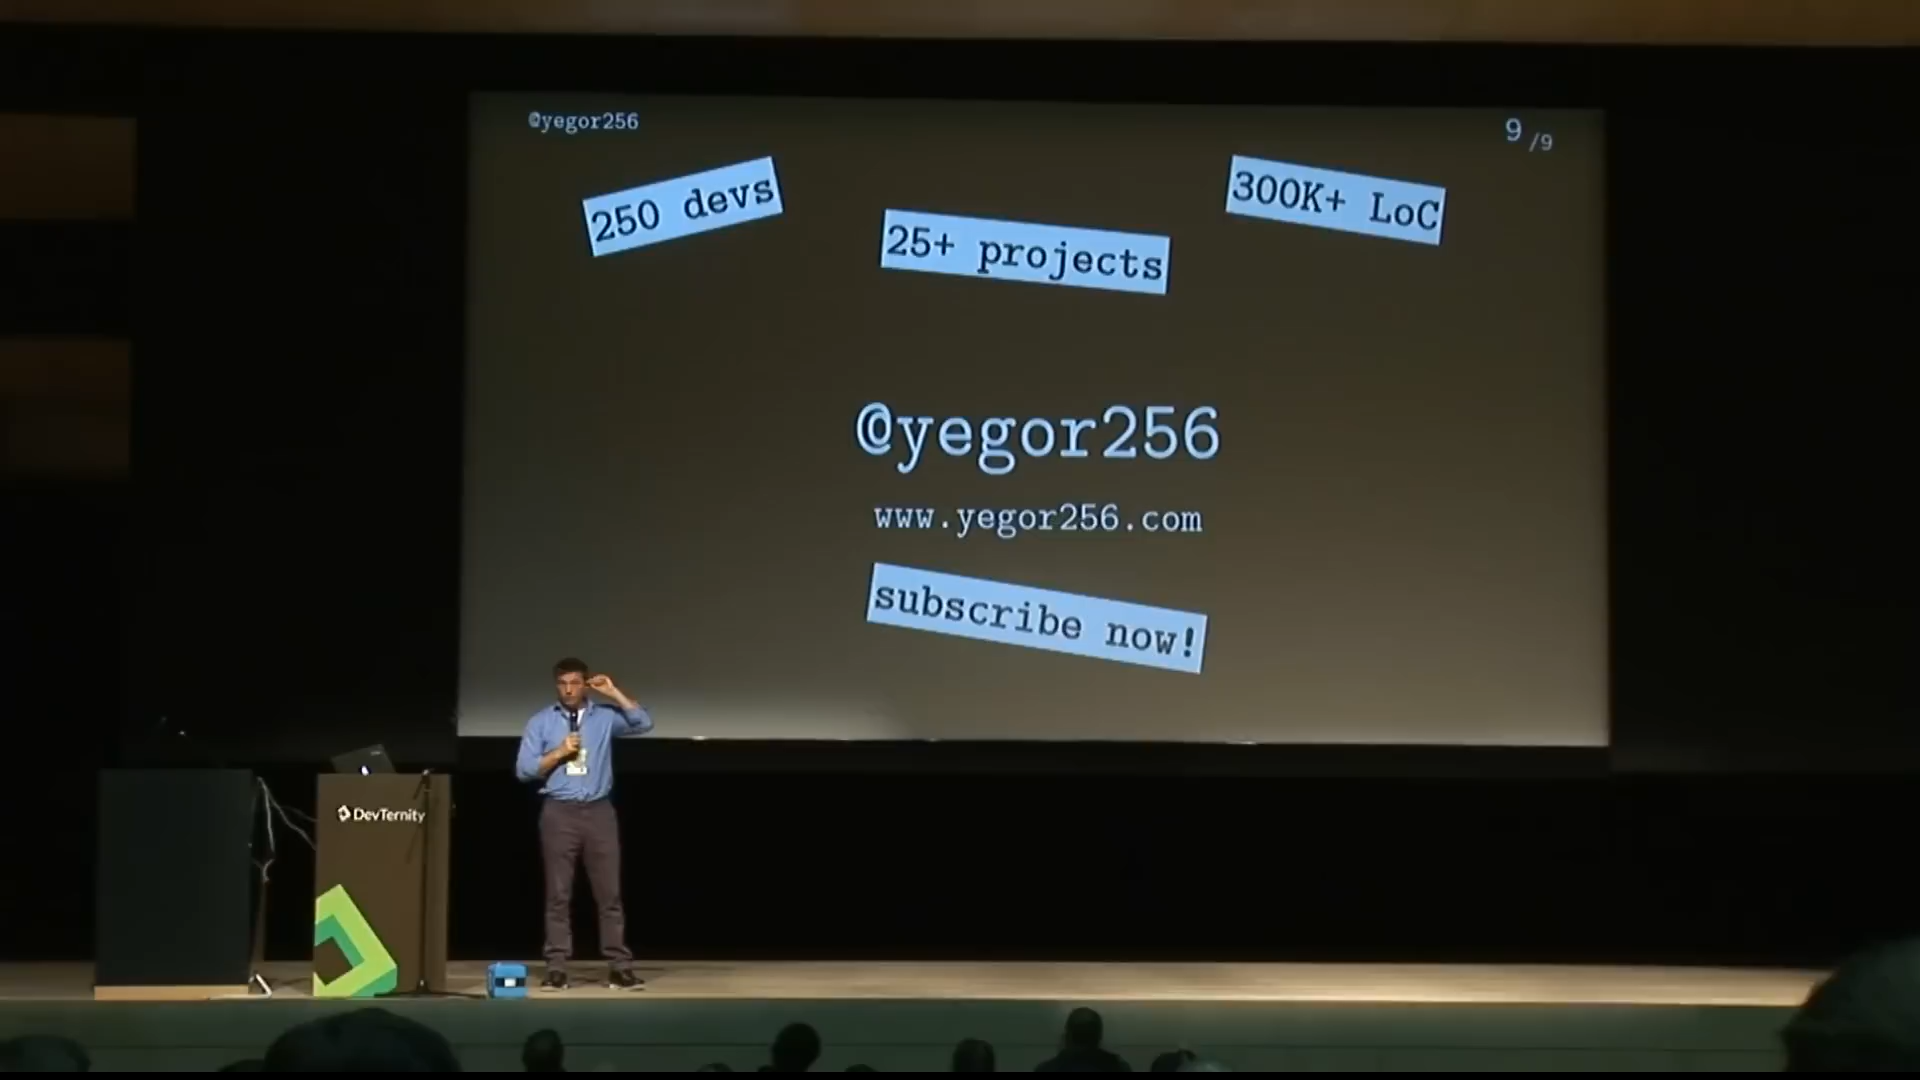 @yegor256
9/9
250 devs
25+ projects
300K+ LoC
@yegor256
www.yegor256.com
subscribe now!
DevTernity